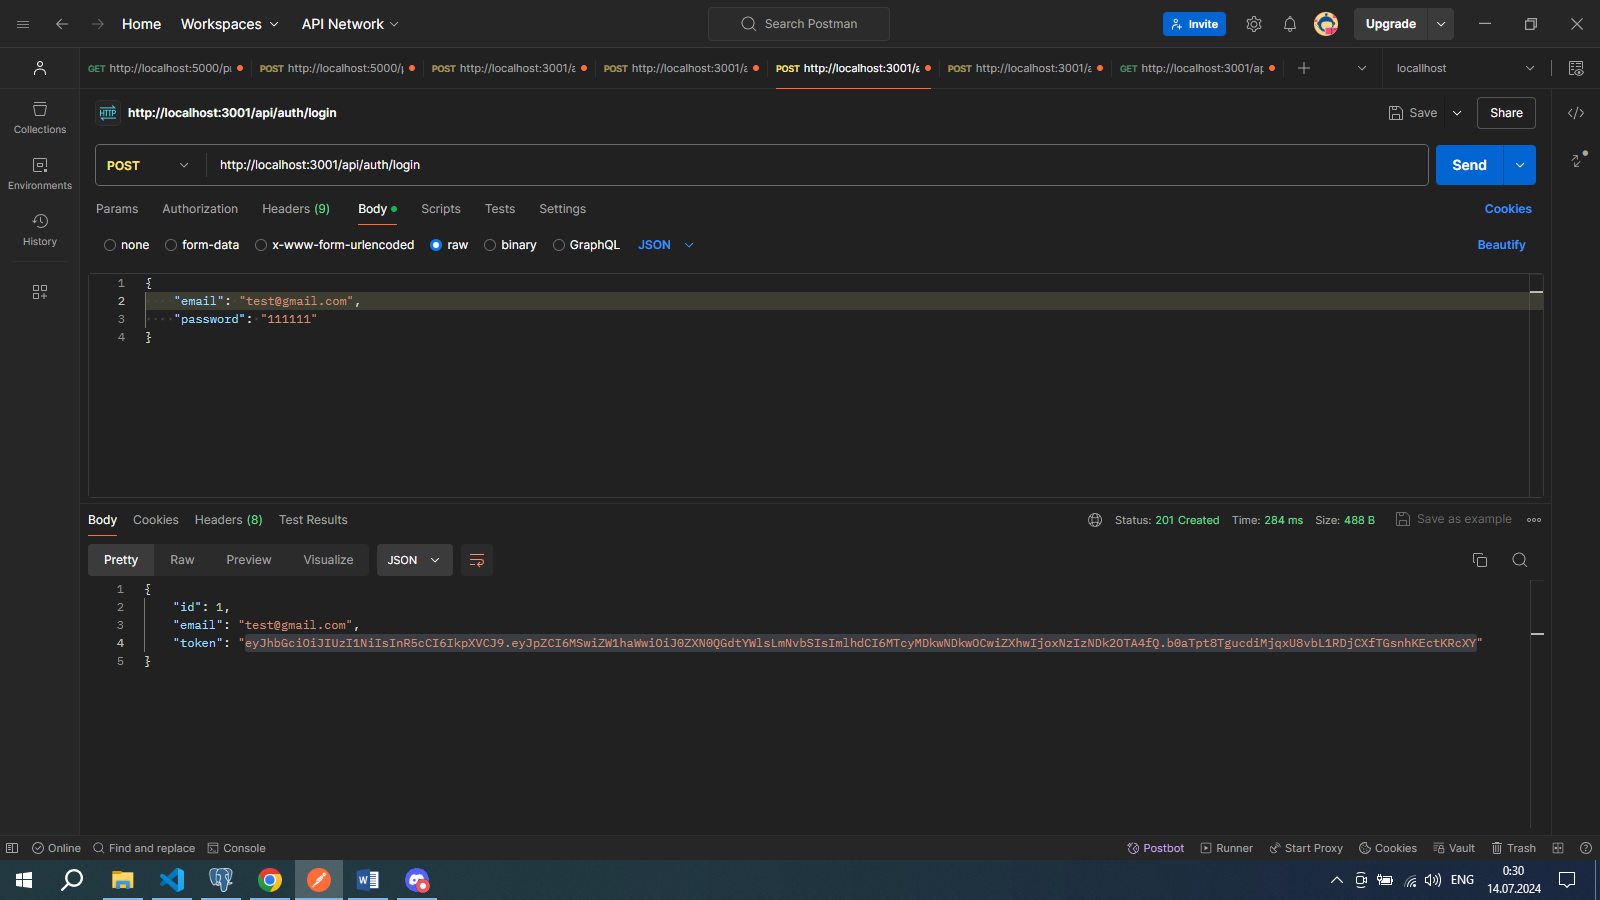 Home Workspaces API Network Search Postman Invite Upgrade
GET http://localhost:5000/p POST http://localhost:5000/ POST http://localhost:3001/a POST http://localhost:3001/a POST http://localhost:3001/a POST http://localhost:3001/a GET http://localhost:3001/ap localllhost
HTTP http://localhost:3001/api/auth/login Save Share
Collections
POST http://localhost:3001/api/auth/login Send
Environments
Params Authorization Headers (9) Body Scripts Tests Settings Cookies
History
none form-data x-www-form-urlencoded raw binary GraphQL JSON Beautify
1 {
2 "email": "test@gmail.com",
3 "password": "111111"
4 }
Body Cookies Headers (8) Test Results Status: 201 Created Time: 284 ms Size: 488 B Save as example
Pretty Raw Preview Visualize JSON
1 {
2 "id": 1,
3 "email": "test@gmail.com",
4 "token": "eyJhbGciOiJIUzI1NiIsInR5cCI6IkpXVCJ9.eyJpZCI6MSwiZW1haWwiOiJ0ZXN0QGdtYWlsLmNvbSIsImlhdCI6MTcyMDkwNDkwOCwiZXhwIjoxNzIzNDk2OTA4fQ.b0aTpt8TgucdiMjqxU8vbL1RDjCXfTGsnhKEctKRcXY"
5 }
Online Find and replace Console Postbot Runner Start Proxy Cookies Vault Trash
ENG 0:30
14.07.2024